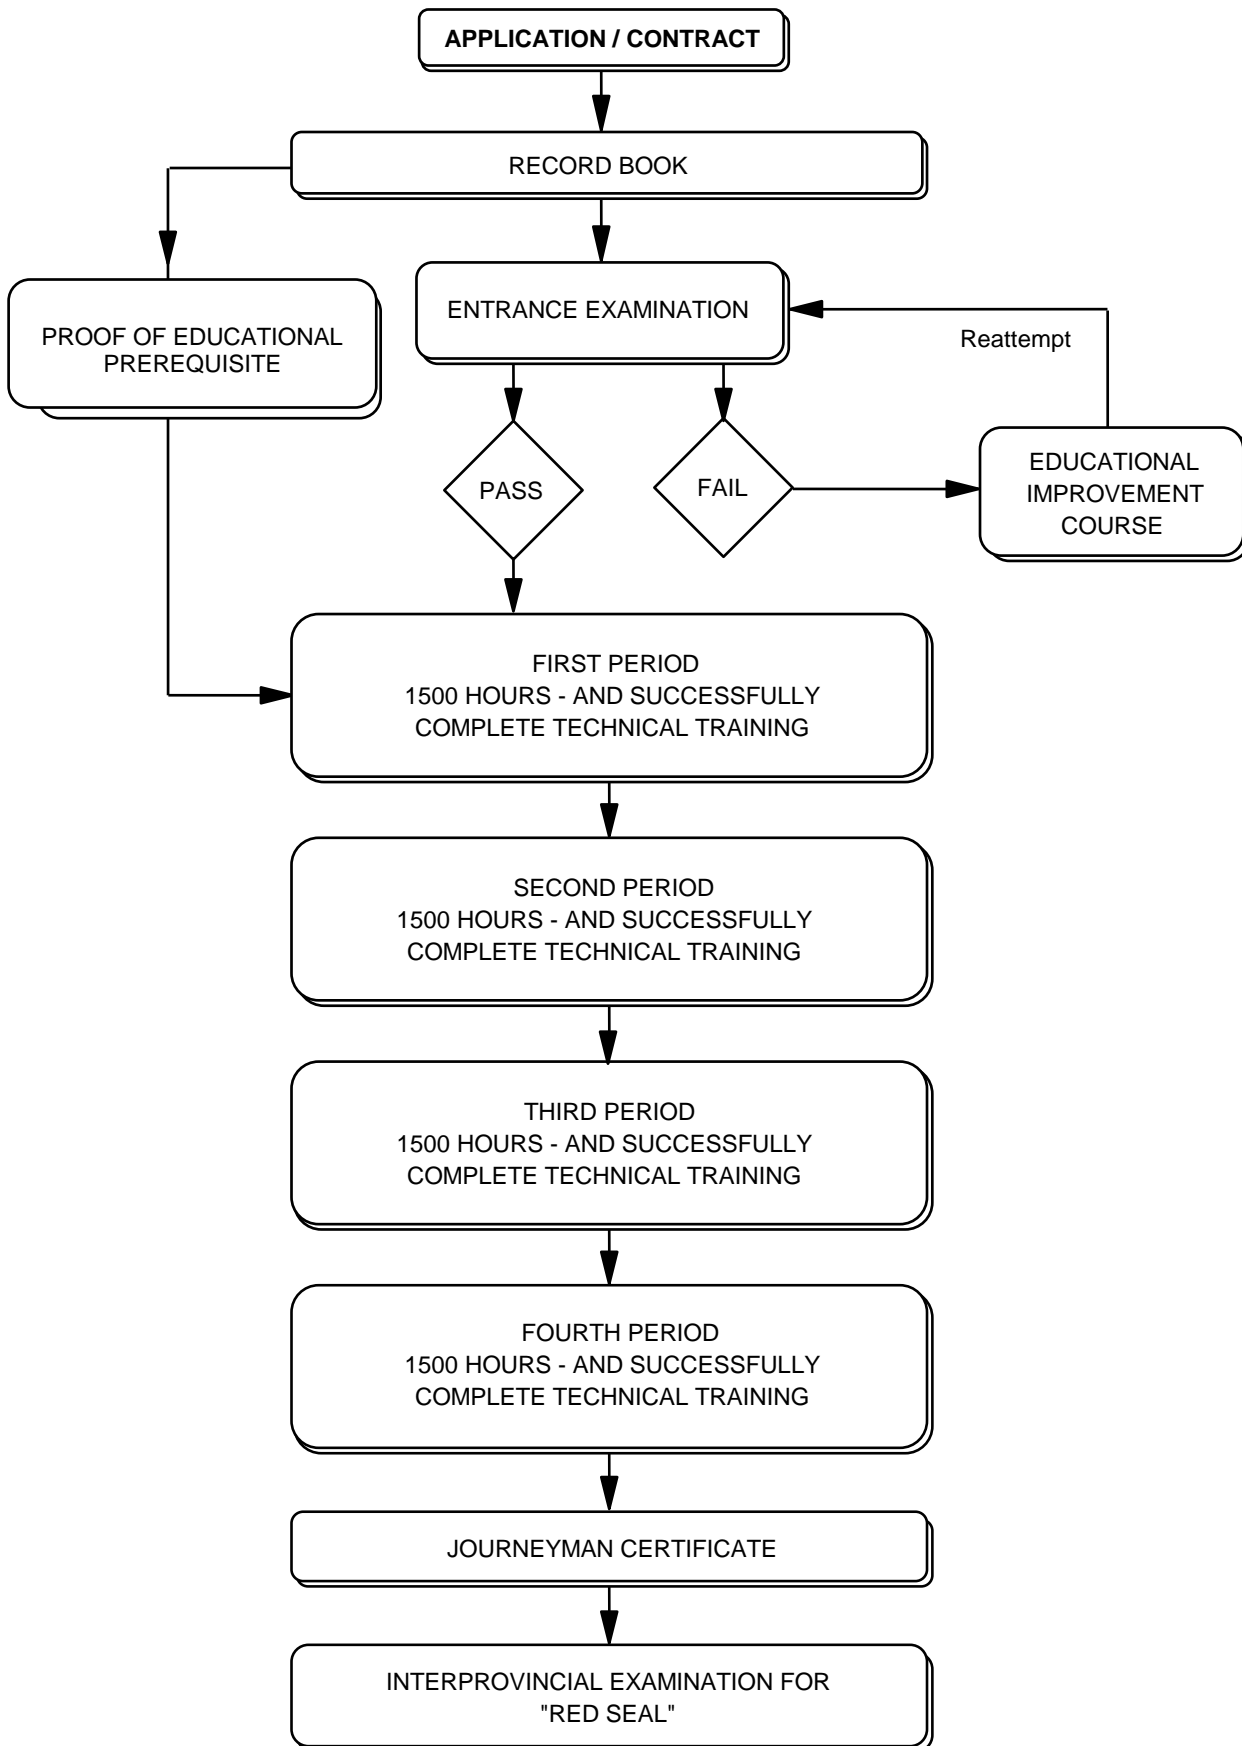 APPLICATION / CONTRACT
RECORD BOOK
PROOF OF EDUCATIONAL
PREREQUISITE
ENTRANCE EXAMINATION
Reattempt
PASS
FAIL
EDUCATIONAL
IMPROVEMENT
COURSE
FIRST PERIOD
1500 HOURS - AND SUCCESSFULLY
COMPLETE TECHNICAL TRAINING
SECOND PERIOD
1500 HOURS - AND SUCCESSFULLY
COMPLETE TECHNICAL TRAINING
THIRD PERIOD
1500 HOURS - AND SUCCESSFULLY
COMPLETE TECHNICAL TRAINING
FOURTH PERIOD
1500 HOURS - AND SUCCESSFULLY
COMPLETE TECHNICAL TRAINING
JOURNEYMAN CERTIFICATE
INTERPROVINCIAL EXAMINATION FOR
"RED SEAL"